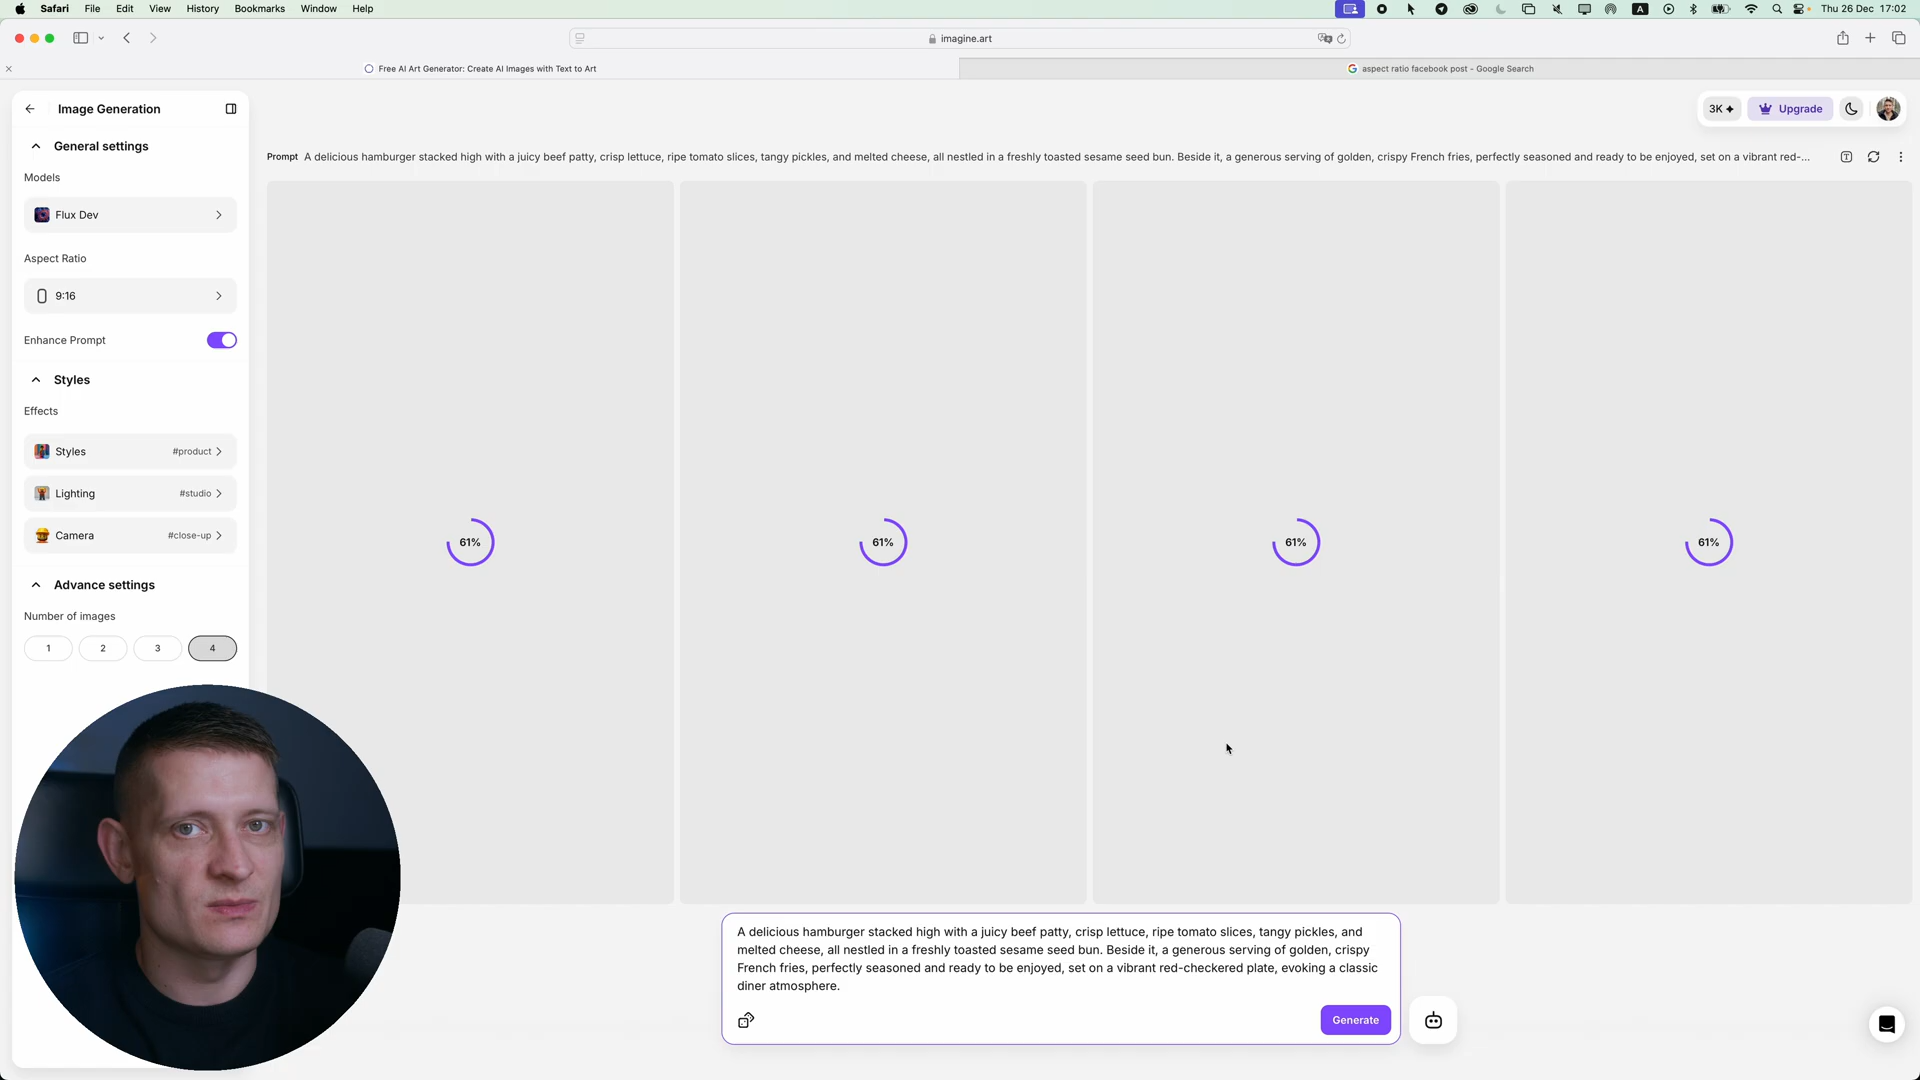 Safari File Edit View History Bookmarks Window Help
A
Thu 26 Dec 17:02
imagine.art
Free AI Art Generator: Create AI Images with Text to Art
aspect ratio facebook post - Google Search
Image Generation
3K
Upgrade
General settings
Prompt A delicious hamburger stacked high with a juicy beef patty, crisp lettuce, ripe tomato slices, tangy pickles, and melted cheese, all nestled in a freshly toasted sesame seed bun. Beside it, a generous serving of golden, crispy French fries, perfectly seasoned and ready to be enjoyed, set on a vibrant red-...
Models
Flux Dev
Aspect Ratio
9:16
Enhance Prompt
Styles
Effects
Styles #product
Lighting #studio
Camera #close-up
Advance settings
Number of images
1 2 3 4
61% 61% 61% 61%
A delicious hamburger stacked high with a juicy beef patty, crisp lettuce, ripe tomato slices, tangy pickles, and
melted cheese, all nestled in a freshly toasted sesame seed bun. Beside it, a generous serving of golden, crispy
French fries, perfectly seasoned and ready to be enjoyed, set on a vibrant red-checkered plate, evoking a classic
diner atmosphere.
Generate